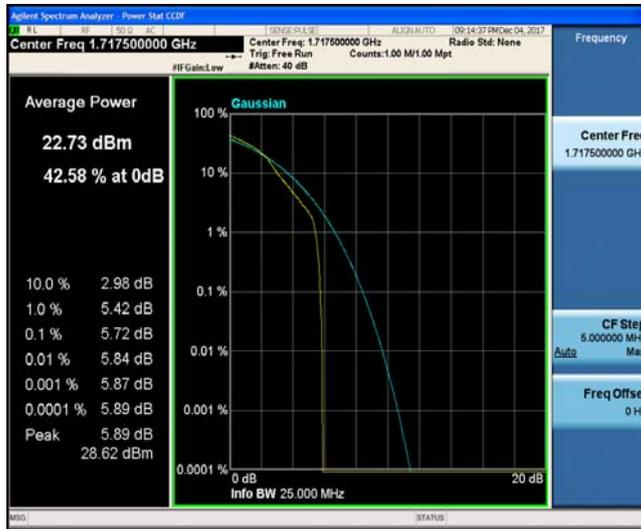 Agilent Spectrum Analyzer - Power Stat CCDF
RL RF 50 Ω AC SENSE:PULSE ALIGN AUTO 09:14:37 PM Dec 04, 2017
Center Freq 1.717500000 GHz
Center Freq: 1.717500000 GHz Radio Std: None
Trig: Free Run Counts:1.00 M/1.00 Mpt
#IFGain:Low #Atten: 40 dB
Frequency
Average Power
22.73 dBm
42.58 % at 0dB
10.0 % 2.98 dB
1.0 % 5.42 dB
0.1 % 5.72 dB
0.01 % 5.84 dB
0.001 % 5.87 dB
0.0001 % 5.89 dB
Peak 5.89 dB
28.62 dBm
Gaussian
100 %
10 %
1 %
0.1 %
0.01 %
0.001 %
0.0001 %
0 dB 20 dB
Info BW 25.000 MHz
Center Fre
1.717500000 GH
CF Step
5.000000 MH
Auto Ma
Freq Offse
0 H
MSG STATUS